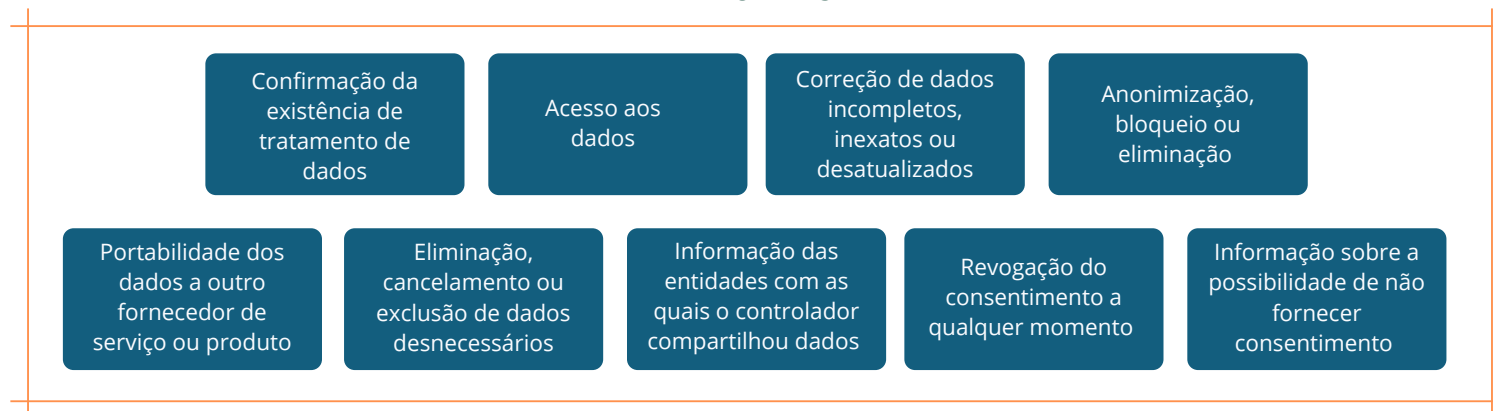 Confirmação da
existência de
tratamento de
dados
Acesso aos
dados
Correção de dados
incompletos,
inexatos ou
desatualizados
Anonimização,
bloqueio ou
eliminação
Portabilidade dos
dados a outro
fornecedor de
serviço ou produto
Eliminação,
cancelamento ou
exclusão de dados
desnecessários
Informação das
entidades com as
quais o controlador
compartilhou dados
Revogação do
consentimento a
qualquer momento
Informação sobre a
possibilidade de não
fornecer
consentimento